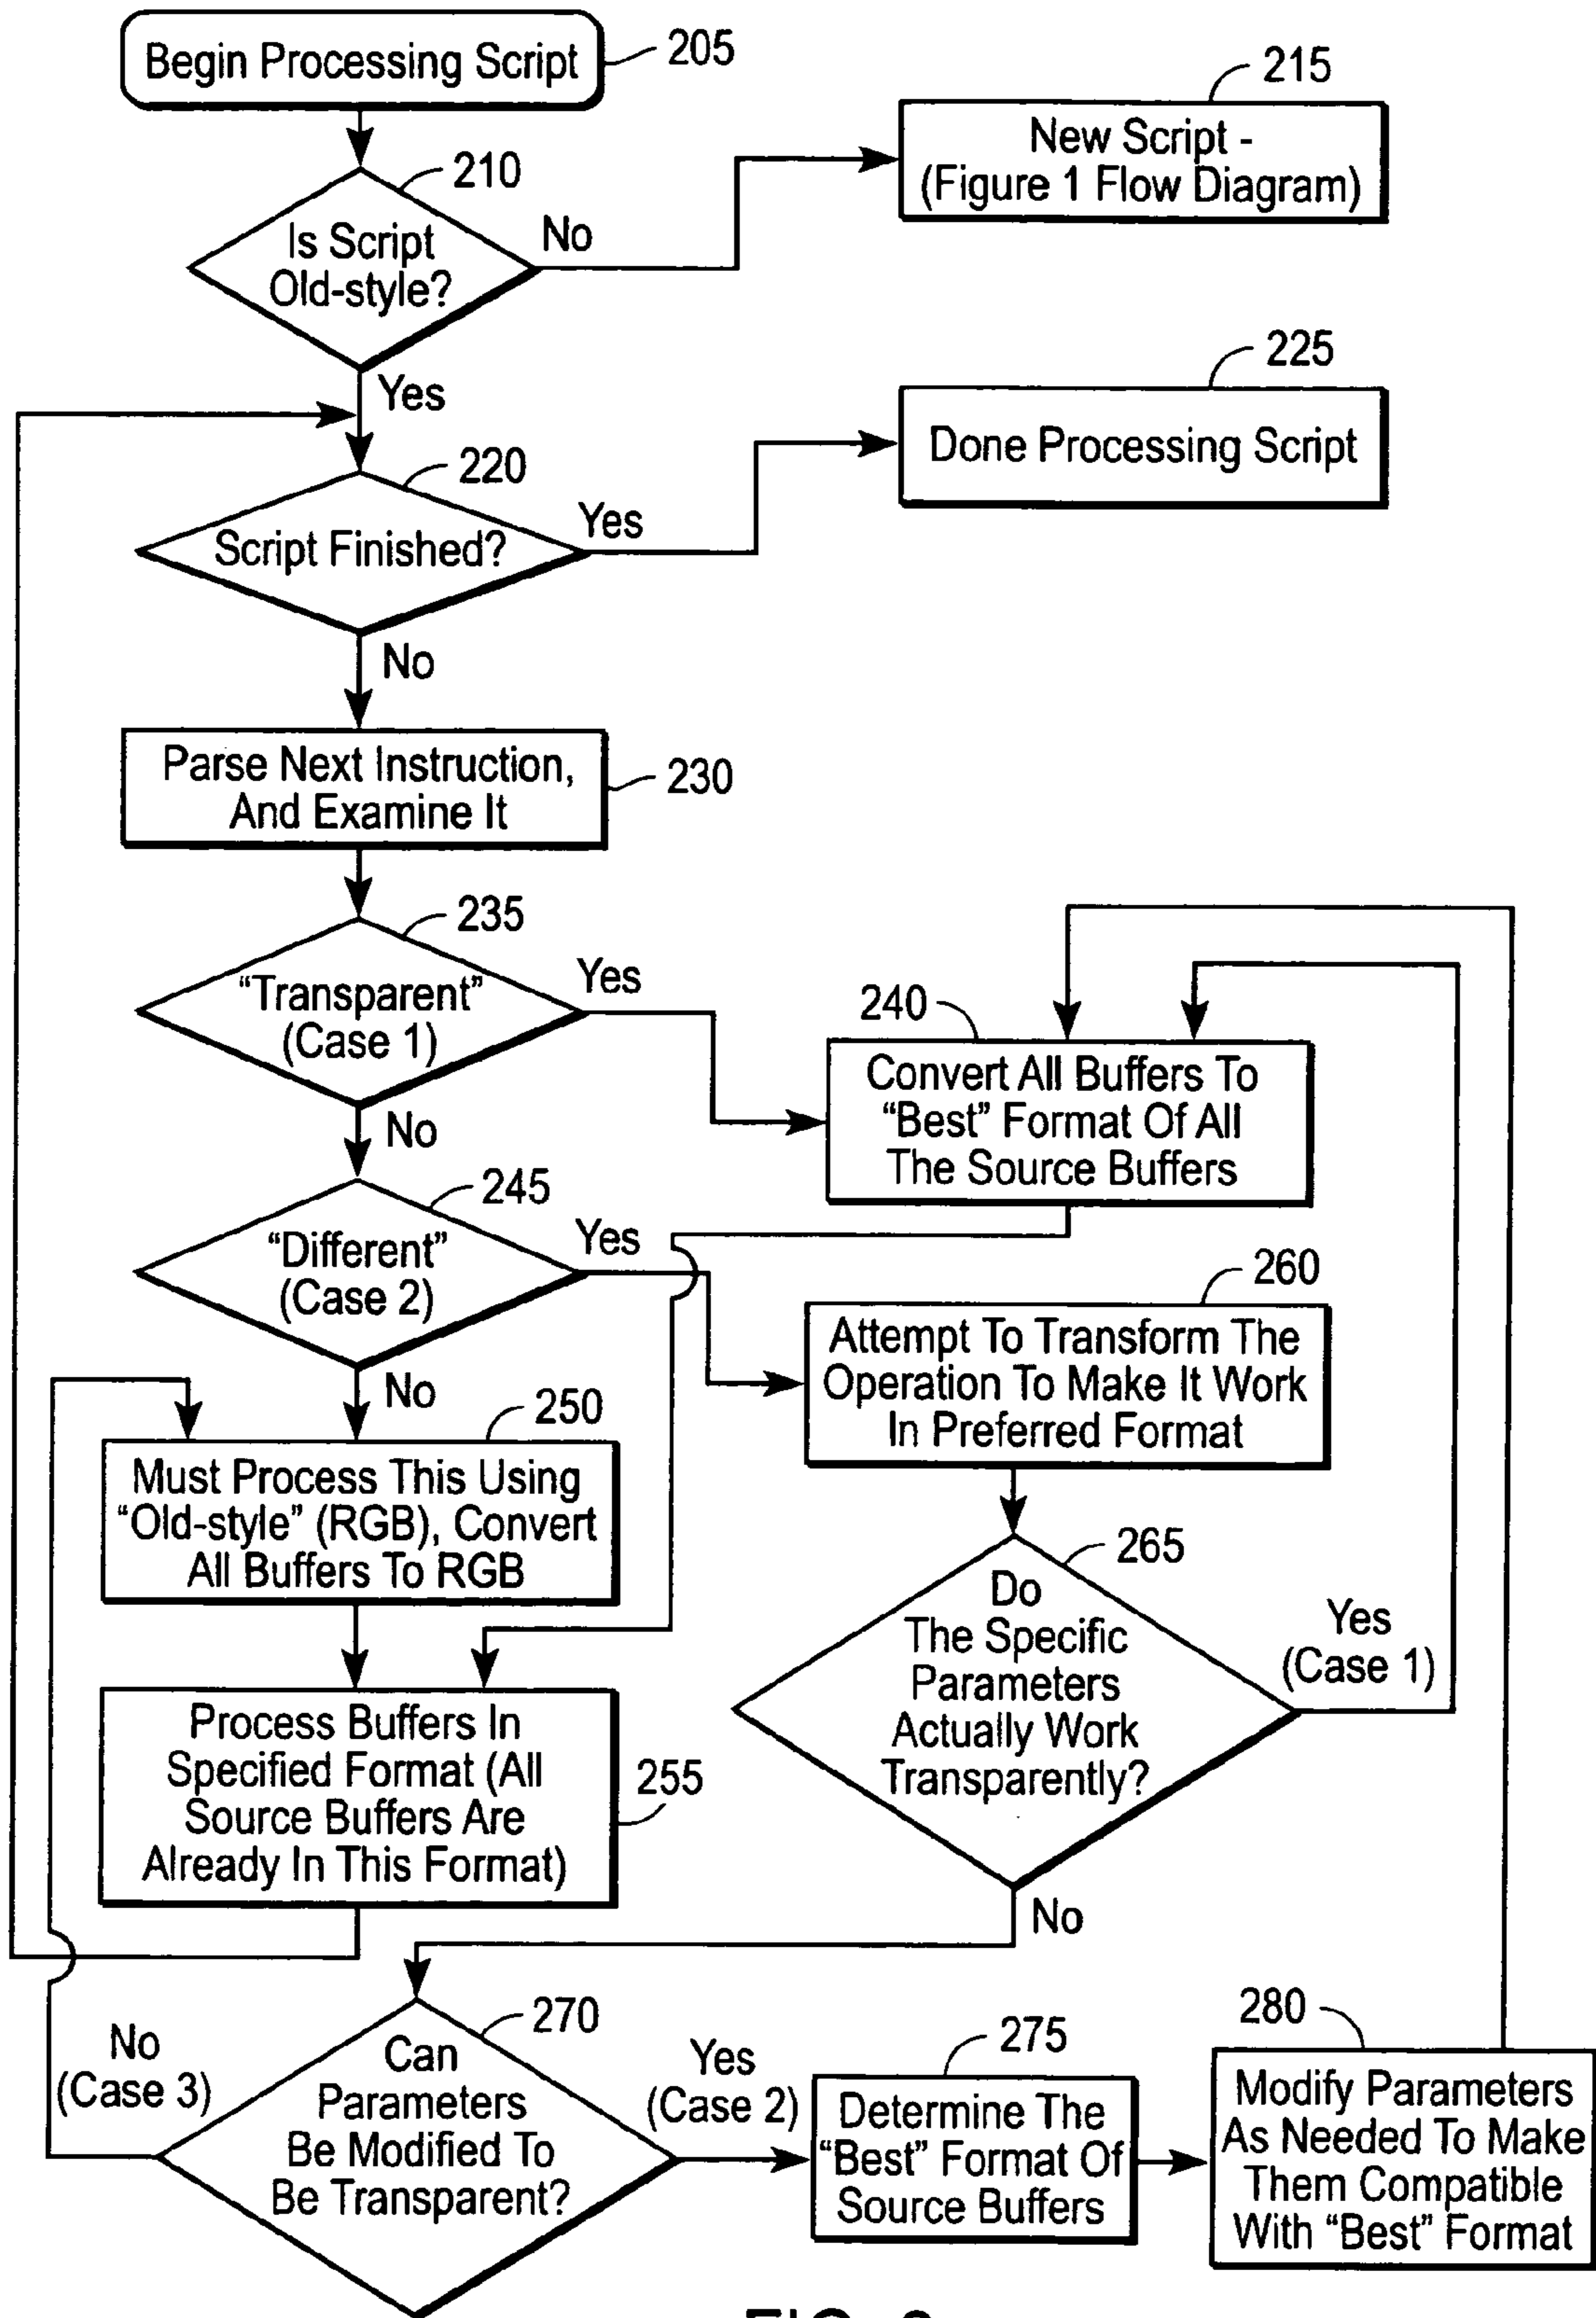 Begin Processing Script
205
215
New Script -
(Figure 1 Flow Diagram)
210
Is Script
Old-style?
No
Yes
225
Done Processing Script
220
Script Finished?
Yes
No
Parse Next Instruction,
And Examine It
230
235
"Transparent"
(Case 1)
Yes
No
240
Convert All Buffers To
"Best" Format Of All
The Source Buffers
245
"Different"
(Case 2)
Yes
No
260
Attempt To Transform The
Operation To Make It Work
In Preferred Format
250
Must Process This Using
"Old-style" (RGB), Convert
All Buffers To RGB
265
Do
The Specific
Parameters
Actually Work
Transparently?
Yes
(Case 1)
No
Process Buffers In
Specified Format (All
Source Buffers Are
Already In This Format)
255
270
Can
Parameters
Be Modified To
Be Transparent?
No
(Case 3)
Yes
(Case 2)
275
Determine The
"Best" Format Of
Source Buffers
280
Modify Parameters
As Needed To Make
Them Compatible
With "Best" Format